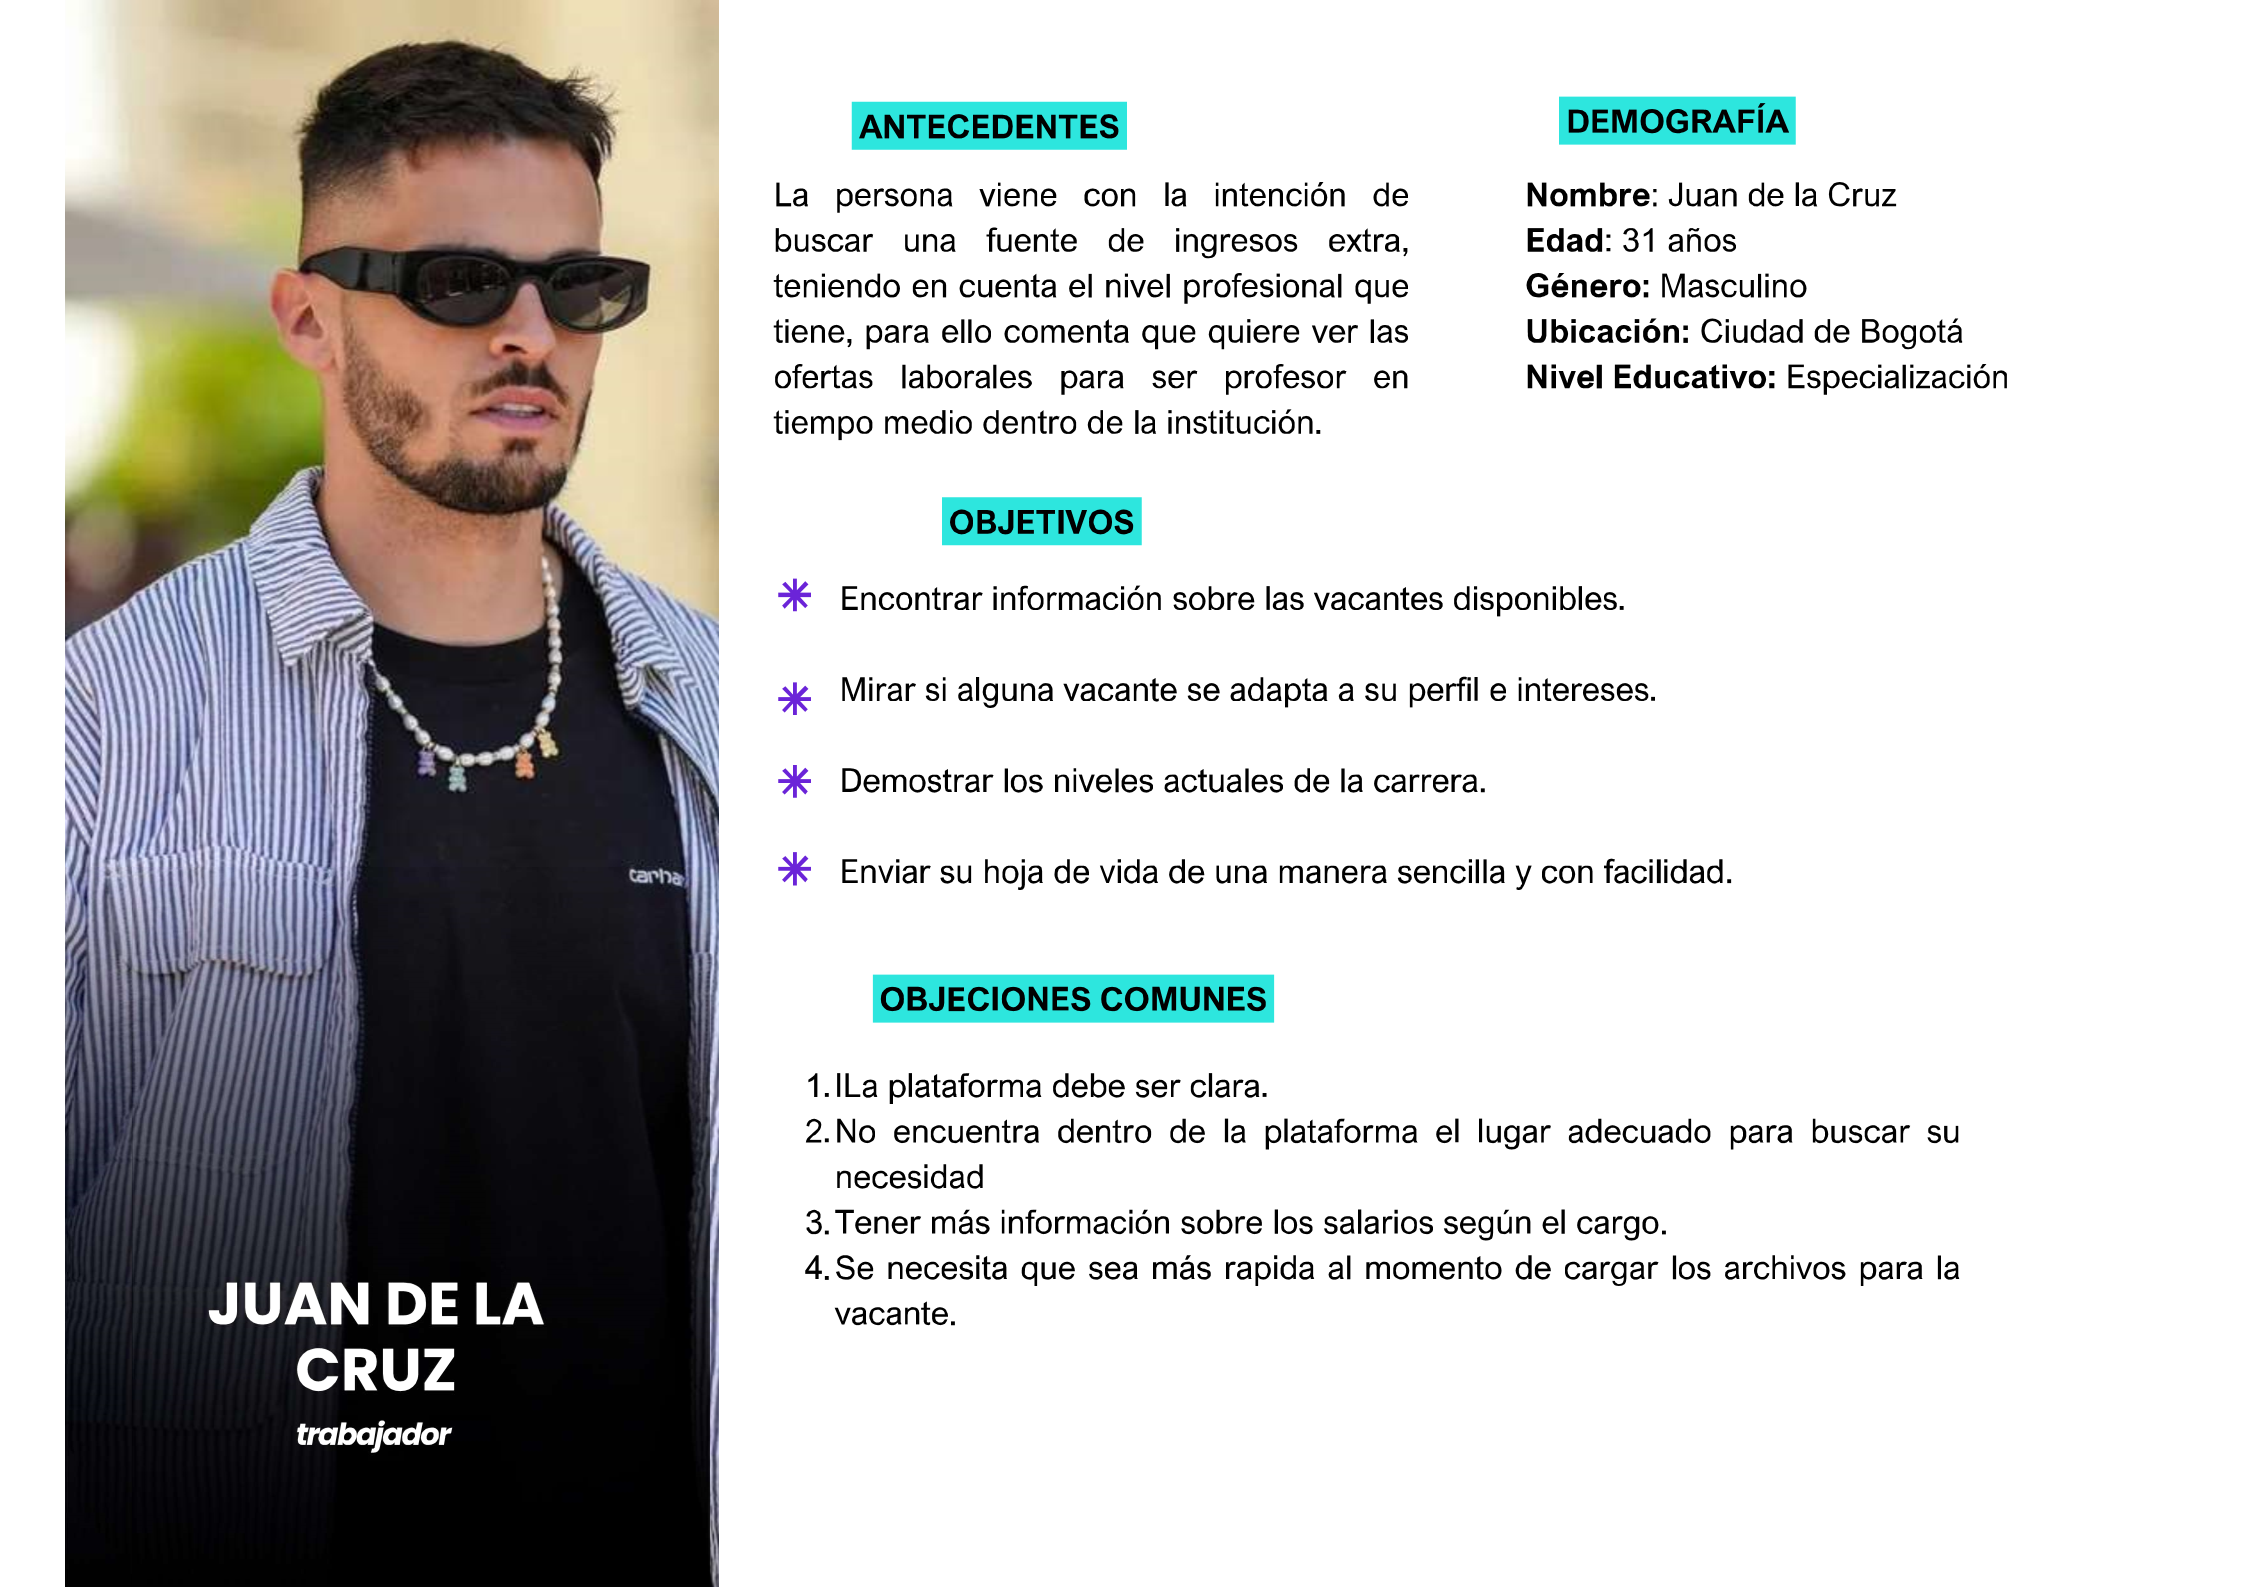 ANTECEDENTES
La persona viene con la intención de
buscar una fuente de ingresos extra,
teniendo en cuenta el nivel profesional que
tiene, para ello comenta que quiere ver las
ofertas laborales para ser profesor en
tiempo medio dentro de la institución.
DEMOGRAFÍA
Nombre: Juan de la Cruz
Edad: 31 años
Género: Masculino
Ubicación: Ciudad de Bogotá
Nivel Educativo: Especialización
OBJETIVOS
Encontrar información sobre las vacantes disponibles.
Mirar si alguna vacante se adapta a su perfil e intereses.
Demostrar los niveles actuales de la carrera.
Enviar su hoja de vida de una manera sencilla y con facilidad.
OBJECIONES COMUNES
1. lLa plataforma debe ser clara.
2. No encuentra dentro de la plataforma el lugar adecuado para buscar su
necesidad
3. Tener más información sobre los salarios según el cargo.
4. Se necesita que sea más rapida al momento de cargar los archivos para la
vacante.
carha
JUAN DE LA
CRUZ
trabajador